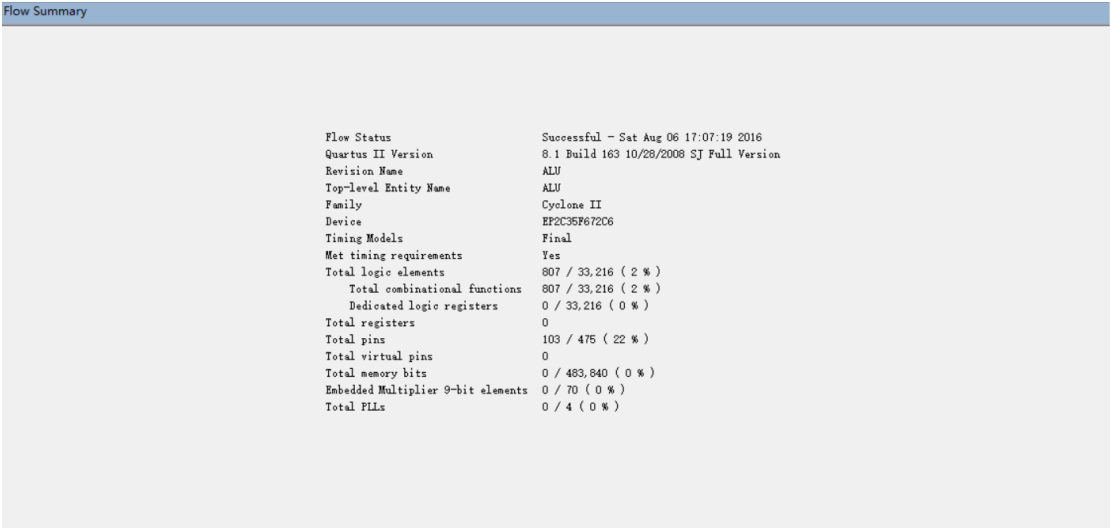 Flow Summary
Flow Status Successful - Sat Aug 06 17:07:19 2016
Quartus II Version 8.1 Build 163 10/28/2008 SJ Full Version
Revision Name ALU
Top-level Entity Name ALU
Family Cyclone II
Device EP2C35F672C6
Timing Models Final
Met timing requirements Yes
Total logic elements 807 / 33,216 ( 2 % )
Total combinational functions 807 / 33,216 ( 2 % )
Dedicated logic registers 0 / 33,216 ( 0 % )
Total registers 0
Total pins 103 / 475 ( 22 % )
Total virtual pins 0
Total memory bits 0 / 483,840 ( 0 % )
Embedded Multiplier 9-bit elements 0 / 70 ( 0 % )
Total PLLs 0 / 4 ( 0 % )